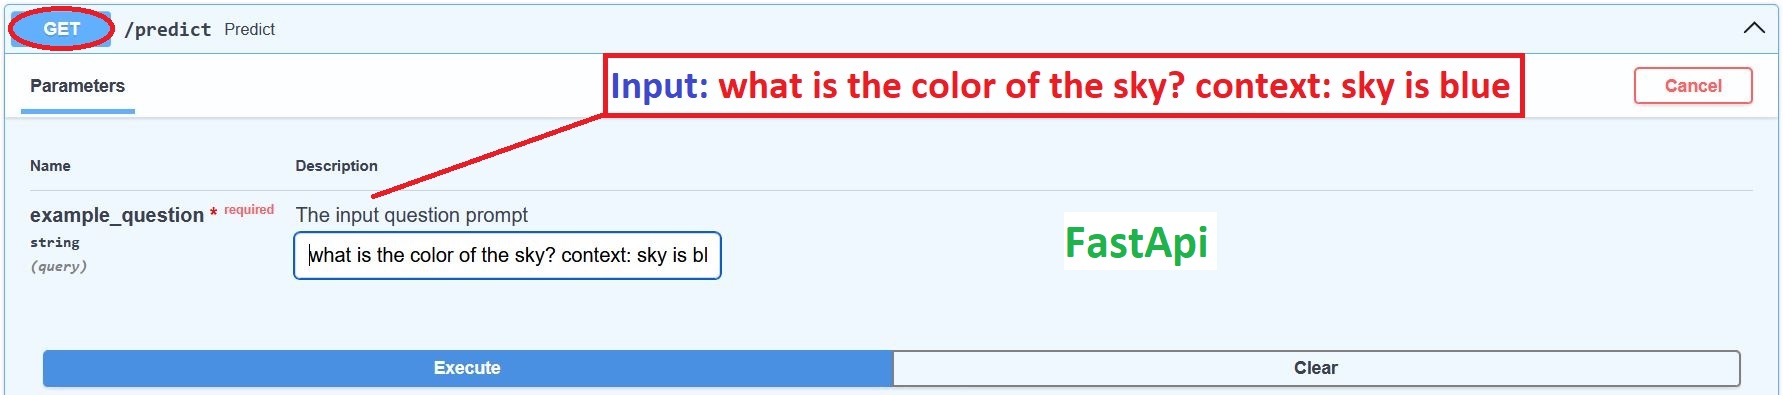 GET /predict Predict
Parameters
Input: what is the color of the sky? context: sky is blue
Cancel
Name Description
example_question * required
The input question prompt
string
(query)
what is the color of the sky? context: sky is bl
FastApi
Execute Clear